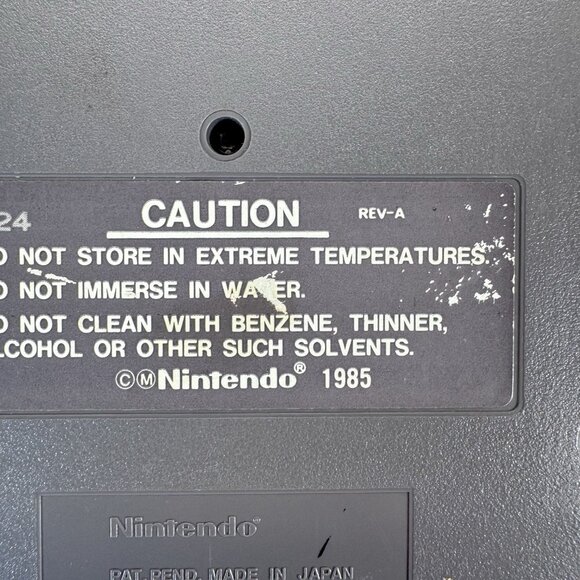 24 CAUTION REV-A
O NOT STORE IN EXTREME TEMPERATURES.
O NOT IMMERSE IN WATER.
O NOT CLEAN WITH BENZENE, THINNER,
LCOHOL OR OTHER SUCH SOLVENTS.
©Ⓜ Nintendo® 1985
Nintendo®
PAT. PEND. MADE IN JAPAN